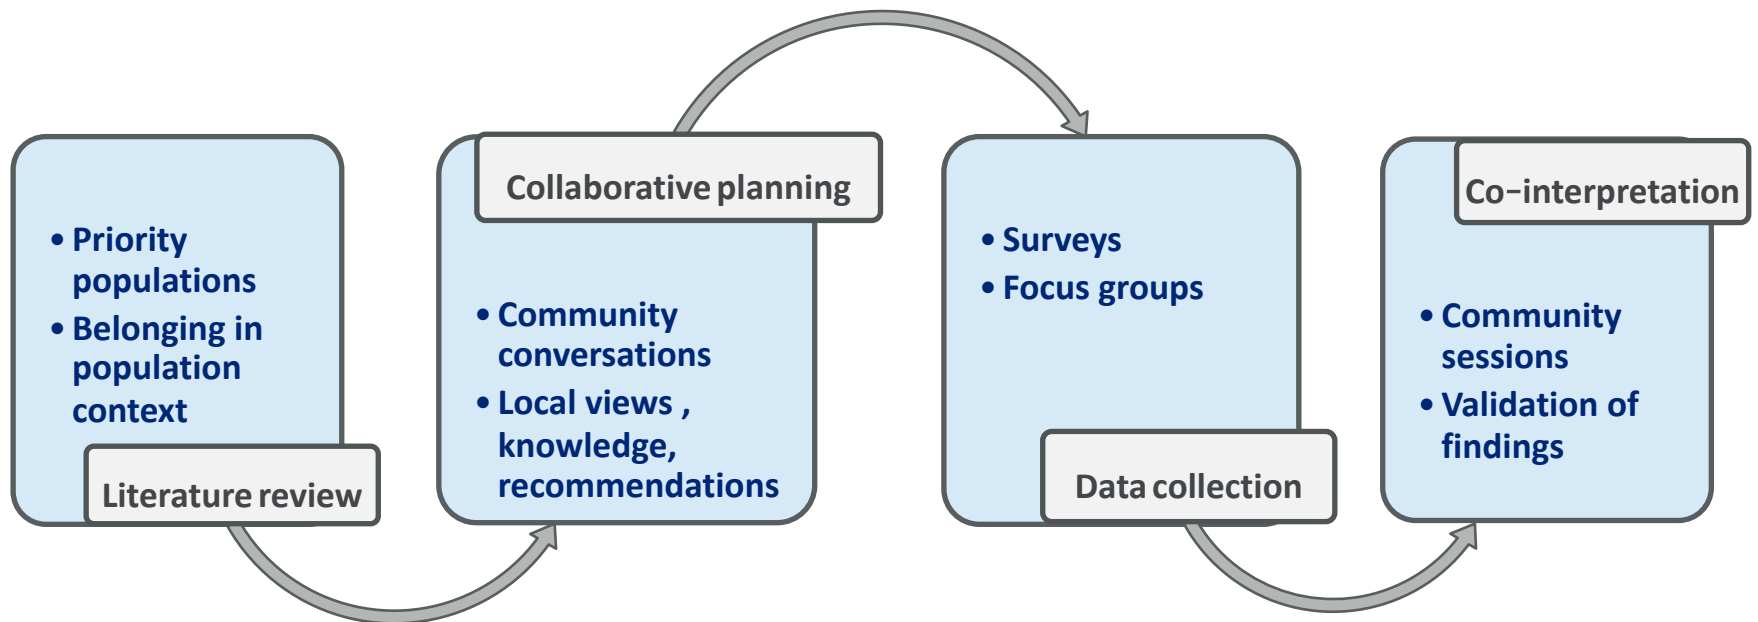 • Priority
populations
• Belonging in
population
context
Literature review
Collaborative planning
• Community
conversations
• Local views ,
knowledge,
recommendations
• Surveys
• Focus groups
Data collection
Co-interpretation
• Community
sessions
• Validation of
findings